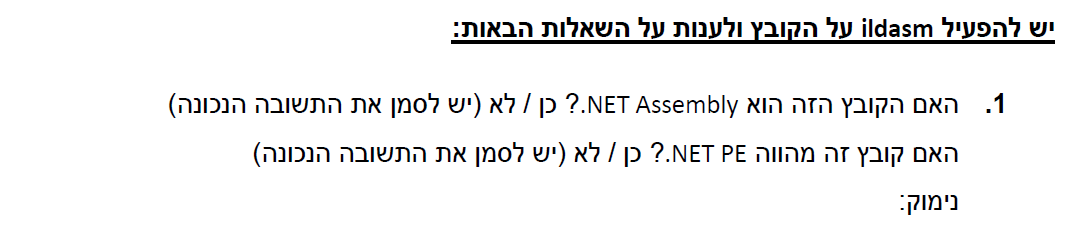 יש להפעיל ildasm על הקובץ ולענות על השאלות הבאות:
1. האם הקובץ הזה הוא NET Assembly.? כן / לא (יש לסמן את התשובה הנכונה)
האם קובץ זה מהווה NET PE.? כן / לא (יש לסמן את התשובה הנכונה)
נימוק: